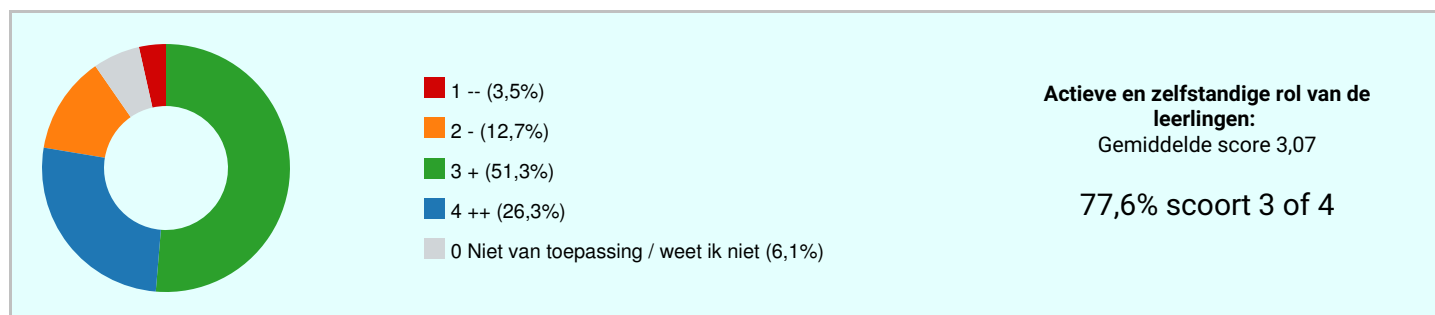 1 -- (3,5%)
2 - (12,7%)
3 + (51,3%)
4 ++ (26,3%)
0 Niet van toepassing / weet ik niet (6,1%)
Actieve en zelfstandige rol van de
leerlingen:
Gemiddelde score 3,07
77,6% scoort 3 of 4